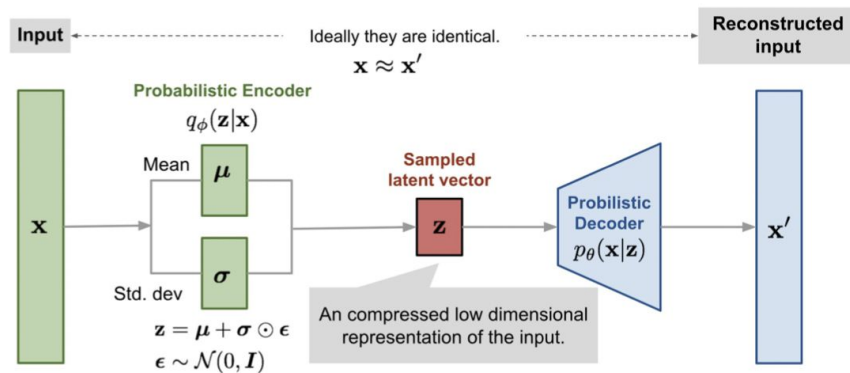 Input
Ideally they are identical.
x ≈ x′
Reconstructed
input
Probabilistic Encoder
qϕ(z|x)
Mean
μ
Std. dev
σ
z = μ + σ ⊙ ϵ
ϵ ∼ N(0, I)
x
Sampled
latent vector
z
An compressed low dimensional
representation of the input.
Probilistic
Decoder
pθ(x|z)
x′